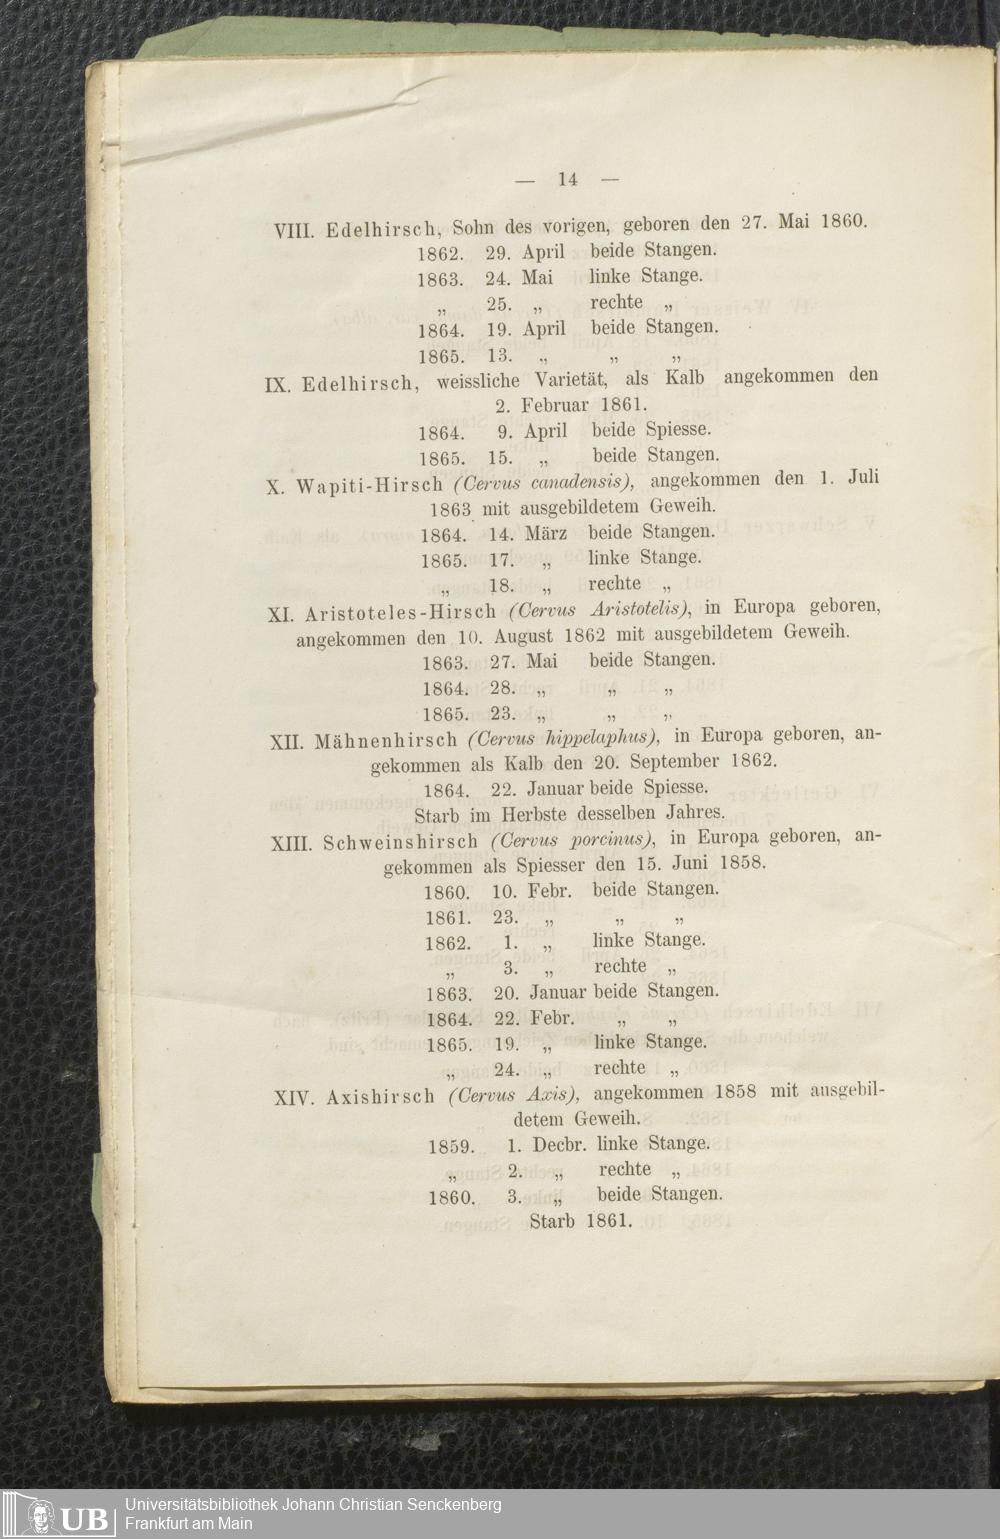 — 14 —
VIII. Edelhirsch, Sohn des vorigen, geboren den 27. Mai 1860.
1862. 29. April beide Stangen.
1863. 24. Mai linke Stange.
„ 25. „ rechte „
1864. 19. April beide Stangen.
1865. 13. „ „ „
IX. Edelhirsch, weissliche Varietät, als Kalb angekommen den
2. Februar 1861.
1864. 9. April beide Spiesse.
1865. 15. „ beide Stangen.
X. Wapiti-Hirsch (Cervus canadensis), angekommen den 1. Juli
1863 mit ausgebildetem Geweih.
1864. 14. März beide Stangen.
1865. 17. „ linke Stange.
„ 18. „ rechte „
XI. Aristoteles-Hirsch (Cervus Aristotelis), in Europa geboren,
angekommen den 10. August 1862 mit ausgebildetem Geweih.
1863. 27. Mai beide Stangen.
1864. 28. „ „ „
1865. 23. „ „ „
XII. Mähnenhirsch (Cervus hippelaphus), in Europa geboren, an-
gekommen als Kalb den 20. September 1862.
1864. 22. Januar beide Spiesse.
Starb im Herbste desselben Jahres.
XIII. Schweinshirsch (Cervus porcinus), in Europa geboren, an-
gekommen als Spiesser den 15. Juni 1858.
1860. 10. Febr. beide Stangen.
1861. 23. „ „ „
1862. 1. „ linke Stange.
„ 3. „ rechte „
1863. 20. Januar beide Stangen.
1864. 22. Febr. „ „
1865. 19. „ linke Stange.
„ 24. „ rechte „
XIV. Axishirsch (Cervus Axis), angekommen 1858 mit ausgebil-
detem Geweih.
1859. 1. Decbr. linke Stange.
„ 2. „ rechte „
1860. 3. „ beide Stangen.
Starb 1861.
UB Universitätsbibliothek Johann Christian Senckenberg
Frankfurt am Main